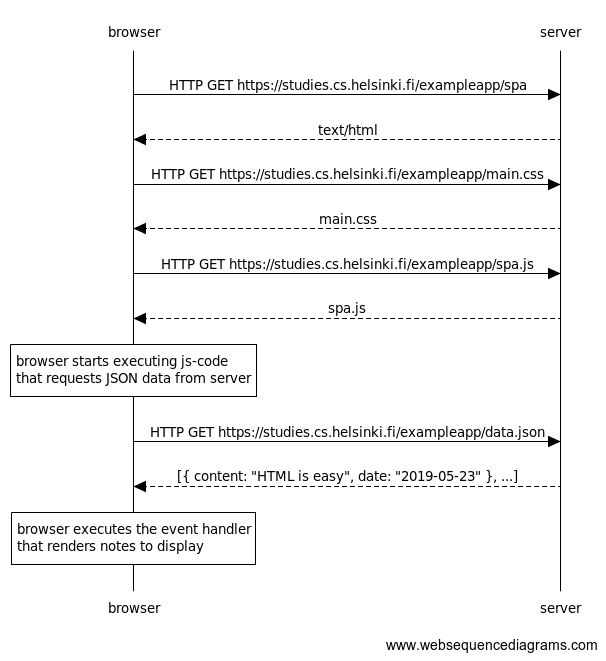 browser
server
HTTP GET https://studies.cs.helsinki.fi/exampleapp/spa
text/html
HTTP GET https://studies.cs.helsinki.fi/exampleapp/main.css
main.css
HTTP GET https://studies.cs.helsinki.fi/exampleapp/spa.js
spa.js
browser starts executing js-code
that requests JSON data from server
HTTP GET https://studies.cs.helsinki.fi/exampleapp/data.json
[{ content: "HTML is easy", date: "2019-05-23" }, ...]
browser executes the event handler
that renders notes to display
browser
server
www.websequencediagrams.com